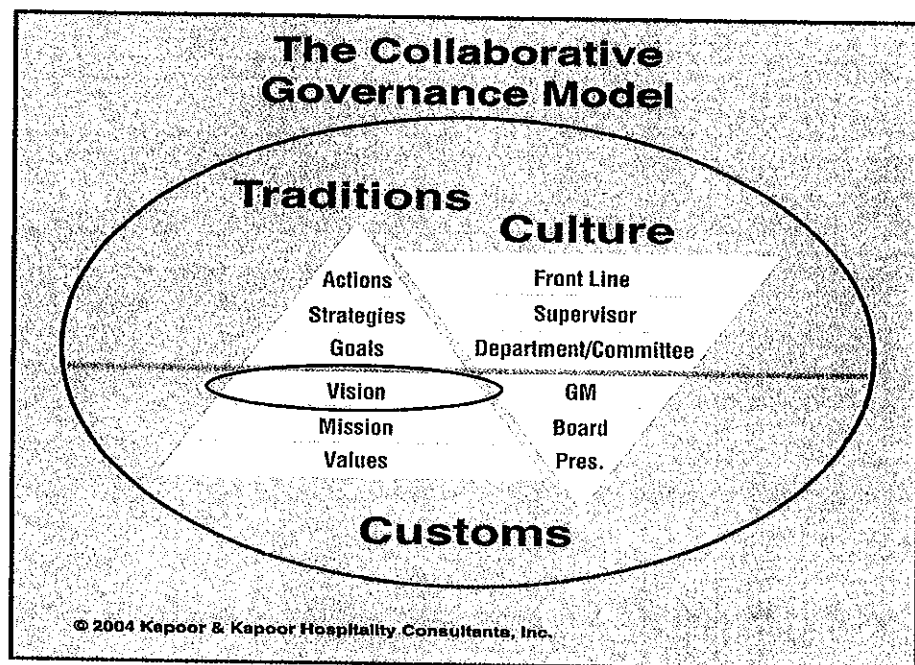 The Collaborative
Governance Model
Traditions
Culture
Actions
Strategies
Goals
Vision
Mission
Values
Front Line
Supervisor
Department/Committee
GM
Board
Pres.
Customs
© 2004 Kapoor & Kapoor Hospitality Consultants, Inc.